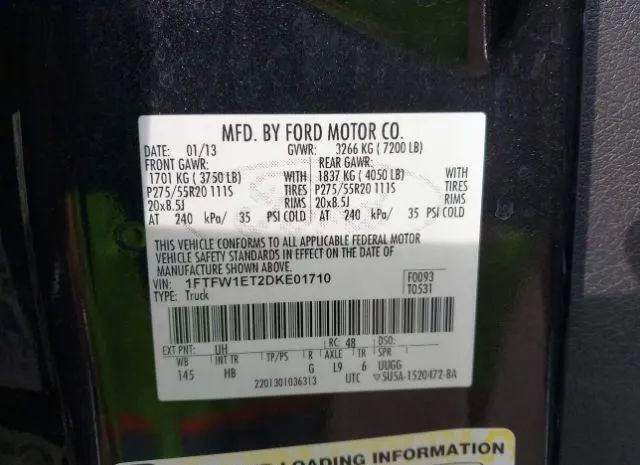 MFD. BY FORD MOTOR CO.
DATE: 01/13 GVWR: 3266 KG ( 7200 LB)
FRONT GAWR: REAR GAWR:
1701 KG ( 3750 LB) WITH 1837 KG ( 4050 LB) WITH
P275/55R20 111S TIRES P275/55R20 111S TIRES
20x8.5J RIMS 20x8.5J RIMS
AT 240 kPa/ 35 PSI COLD AT 240 kPa/ 35 PSI COLD
THIS VEHICLE CONFORMS TO ALL APPLICABLE FEDERAL MOTOR
VEHICLE SAFETY STANDARDS IN EFFECT ON THE DATE OF
MANUFACTURE SHOWN ABOVE.
VIN: 1FTFW1ET2DKE01710 F0093
TYPE: Truck T0531
EXT PNT: UH RC: 48 DSO:
WB INT TR TP/PS R AXLE TR SPR
145 HB G L9 6 UUGG
2201301036313 UTC 5U5A-1520472-BA
LOADING INFORMATION